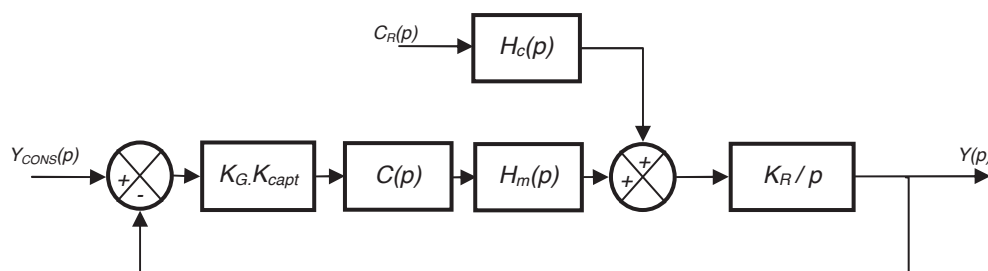 C_R(p)
H_c(p)
Y_CONS(p)
+
-
K_G.K_capt
C(p)
H_m(p)
+
+
K_R / p
Y(p)